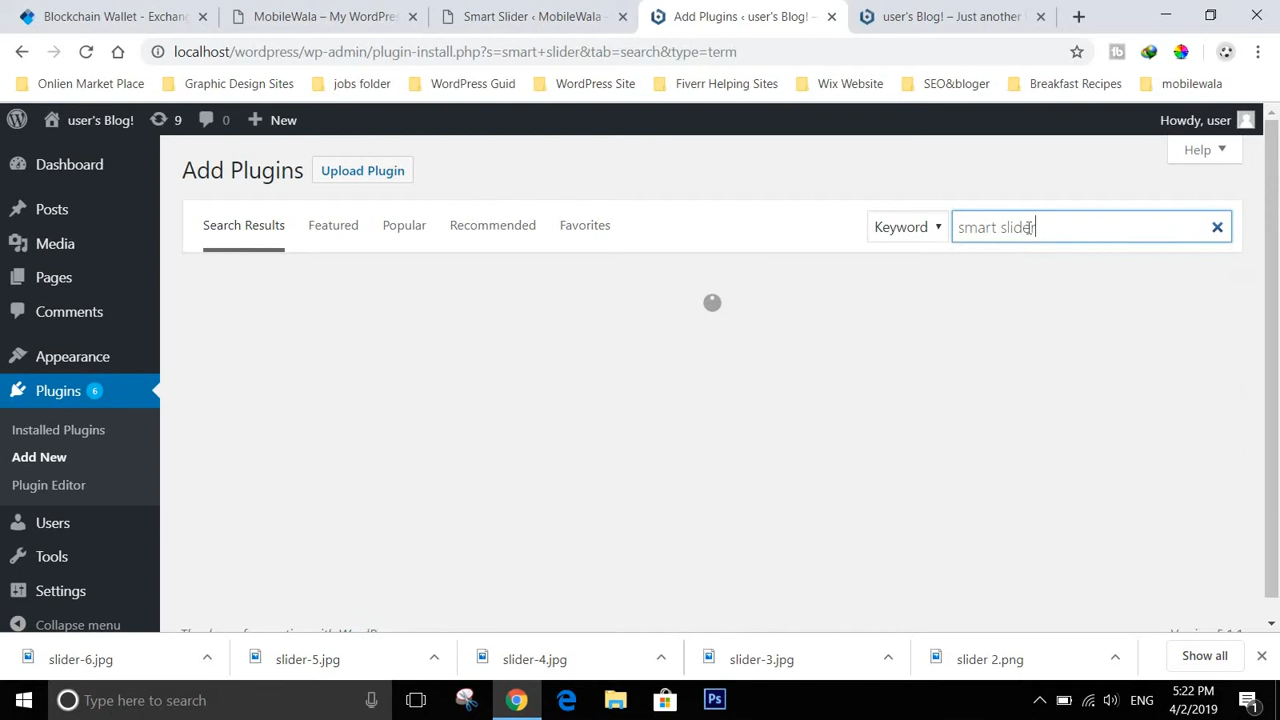 Blockchain Wallet - Exchan
MobileWala – My WordPres
Smart Slider ‹ MobileWala –
Add Plugins ‹ user's Blog! –
user's Blog! – Just another
localhost/wordpress/wp-admin/plugin-install.php?s=smart+slider&tab=search&type=term
Onlien Market Place
Graphic Design Sites
jobs folder
WordPress Guid
WordPress Site
Fiverr Helping Sites
Wix Website
SEO&bloger
Breakfast Recipes
mobilewala
user's Blog!
9
0
New
Howdy, user
Dashboard
Posts
Media
Pages
Comments
Appearance
Plugins 6
Installed Plugins
Add New
Plugin Editor
Users
Tools
Settings
Collapse menu
Help
Add Plugins
Upload Plugin
Search Results
Featured
Popular
Recommended
Favorites
Keyword
smart slider
slider-6.jpg
slider-5.jpg
slider-4.jpg
slider-3.jpg
slider 2.png
Show all
Type here to search
ENG
5:22 PM
4/2/2019
1